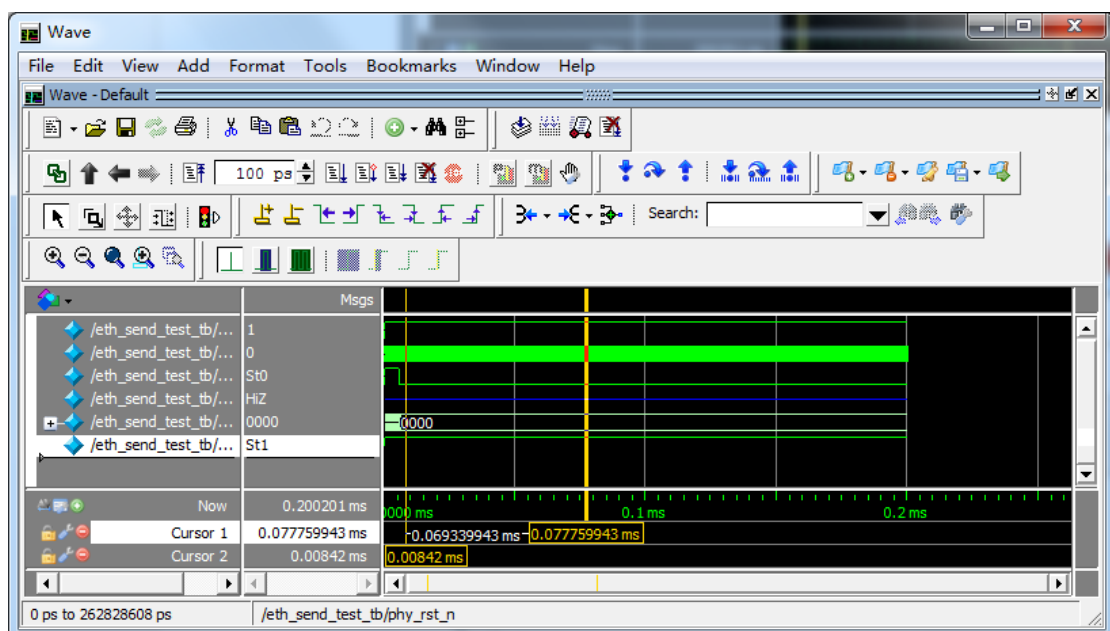 Wave
File Edit View Add Format Tools Bookmarks Window Help
Wave - Default
100 ps
Search:
Msgs
/eth_send_test_tb/... 1
/eth_send_test_tb/... 0
/eth_send_test_tb/... St0
/eth_send_test_tb/... HiZ
/eth_send_test_tb/... 0000 0000
/eth_send_test_tb/... St1
Now 0.200201 ms 0.1 ms 0.2 ms
Cursor 1 0.077759943 ms 0.069339943 ms 0.077759943 ms
Cursor 2 0.00842 ms 0.00842 ms
0 ps to 262828608 ps /eth_send_test_tb/phy_rst_n